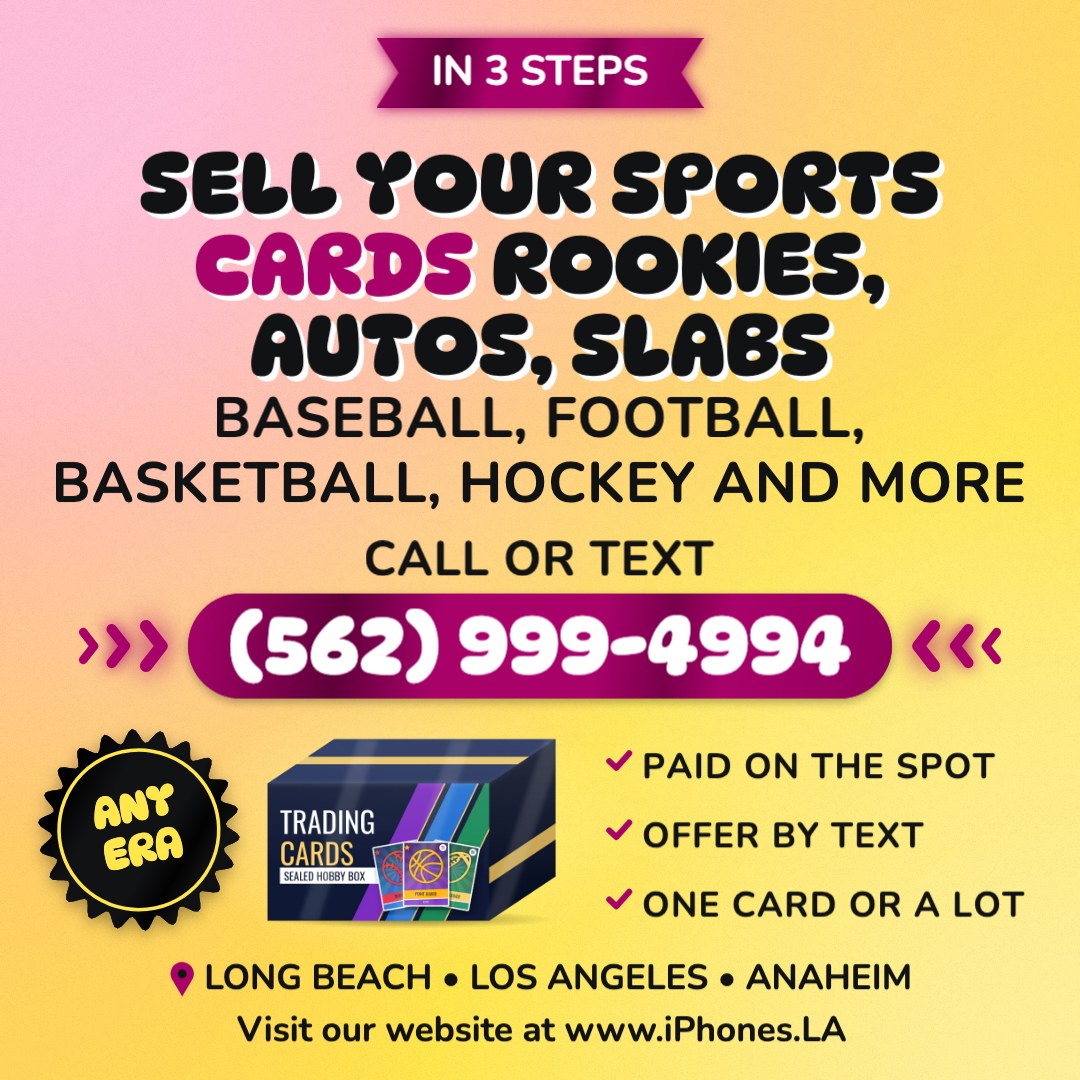 IN 3 STEPS
SELL YOUR SPORTS
CARDS ROOKIES,
AUTOS, SLABS
BASEBALL, FOOTBALL,
BASKETBALL, HOCKEY AND MORE
CALL OR TEXT
(562) 999-4994
ANY
ERA
TRADING
CARDS
SEALED HOBBY BOX
PAID ON THE SPOT
OFFER BY TEXT
ONE CARD OR A LOT
LONG BEACH • LOS ANGELES • ANAHEIM
Visit our website at www.iPhones.LA